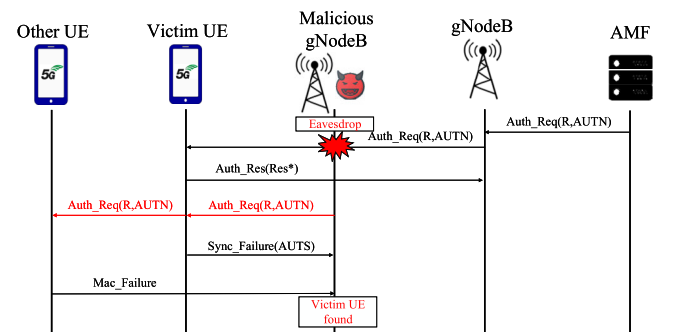 Other UE
Victim UE
Malicious
gNodeB
gNodeB
AMF
5G
5G
Eavesdrop
Auth_Req(R,AUTN)
Auth_Req(R,AUTN)
Auth_Res(Res*)
Auth_Req(R,AUTN)
Auth_Req(R,AUTN)
Sync_Failure(AUTS)
Mac_Failure
Victim UE
found